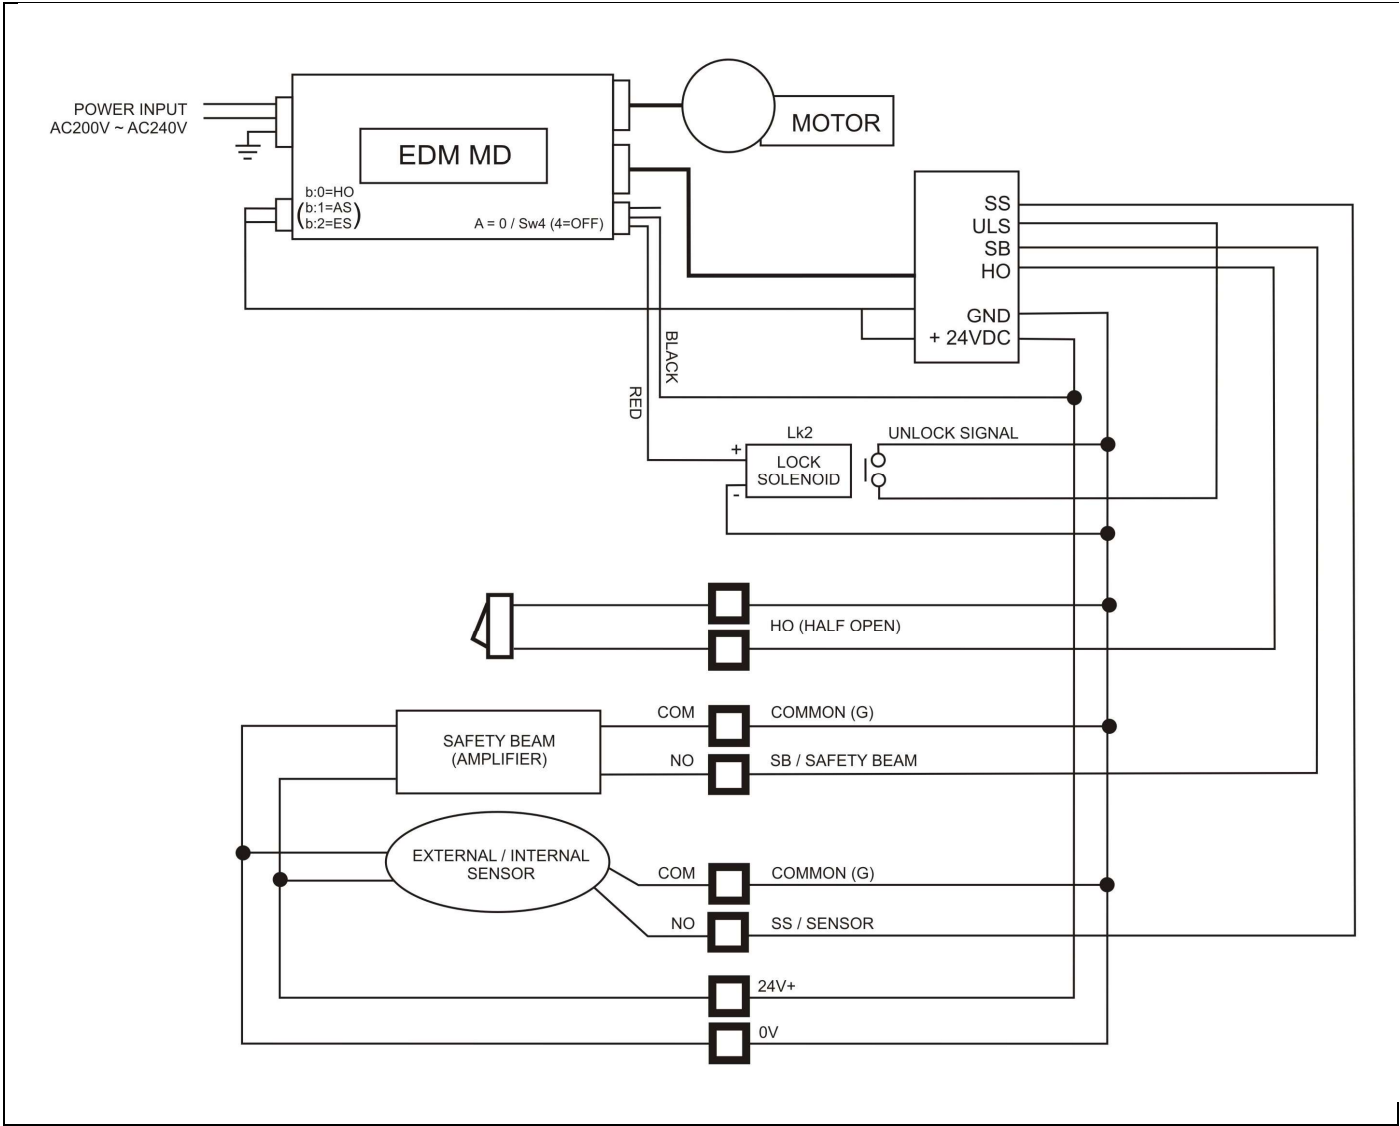 POWER INPUT
AC200V ~ AC240V
EDM MD
MOTOR
b:0=HO
(b:1=AS)
b:2=ES
A = 0 / Sw4 (4=OFF)
SS
ULS
SB
HO
GND
+ 24VDC
BLACK
RED
Lk2
UNLOCK SIGNAL
+
LOCK
SOLENOID
-
HO (HALF OPEN)
COM
COMMON (G)
SAFETY BEAM
(AMPLIFIER)
NO
SB / SAFETY BEAM
EXTERNAL / INTERNAL
SENSOR
COM
COMMON (G)
NO
SS / SENSOR
24V+
0V